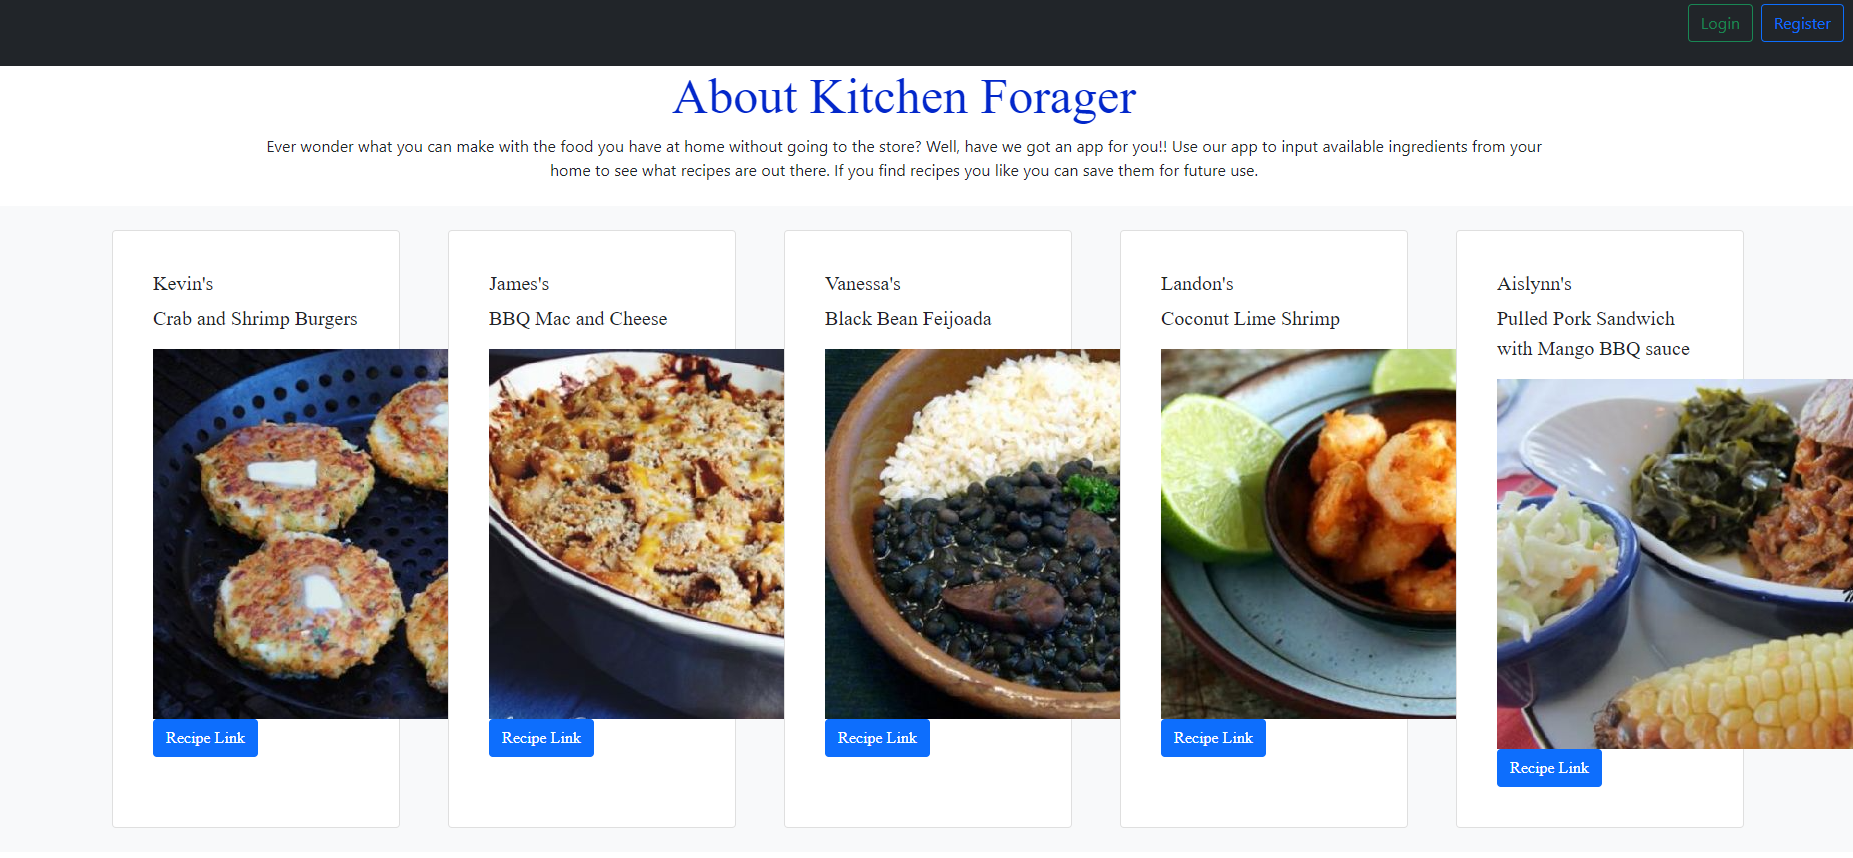 Login Register
About Kitchen Forager
Ever wonder what you can make with the food you have at home without going to the store? Well, have we got an app for you!! Use our app to input available ingredients from your
home to see what recipes are out there. If you find recipes you like you can save them for future use.
Kevin's
Crab and Shrimp Burgers
Recipe Link
James's
BBQ Mac and Cheese
Recipe Link
Vanessa's
Black Bean Feijoada
Recipe Link
Landon's
Coconut Lime Shrimp
Recipe Link
Aislynn's
Pulled Pork Sandwich
with Mango BBQ sauce
Recipe Link